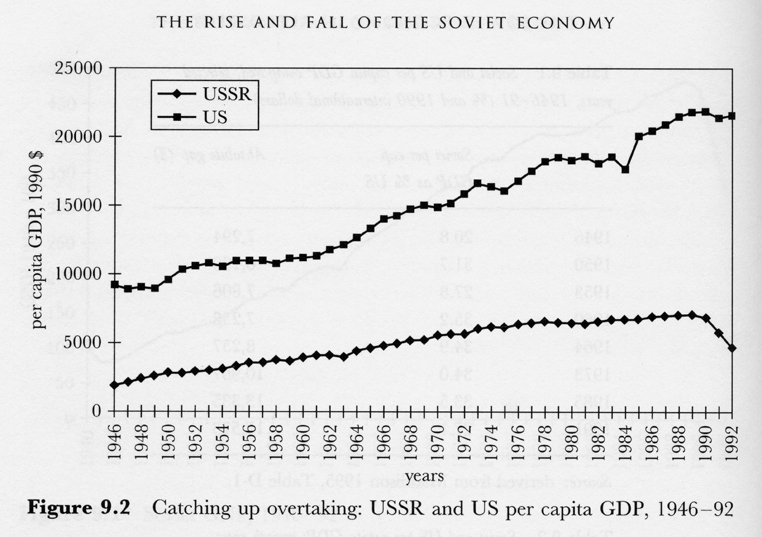 THE RISE AND FALL OF THE SOVIET ECONOMY
25000
20000
15000
10000
5000
0
per capita GDP, 1990 $
USSR
US
1946 1948 1950 1952 1954 1956 1958 1960 1962 1964 1966 1968 1970 1972 1974 1976 1978 1980 1982 1984 1986 1988 1990 1992
years
Figure 9.2 Catching up overtaking: USSR and US per capita GDP, 1946–92